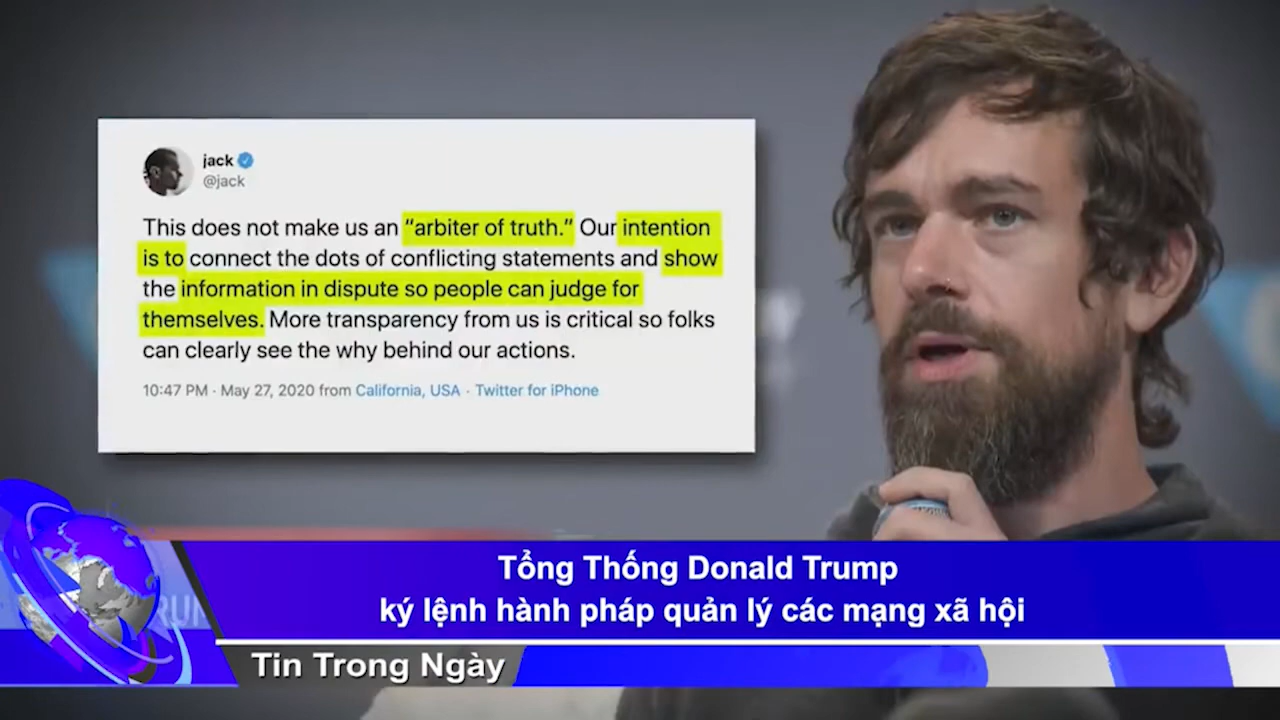 jack
@jack
This does not make us an “arbiter of truth.” Our intention
is to connect the dots of conflicting statements and show
the information in dispute so people can judge for
themselves. More transparency from us is critical so folks
can clearly see the why behind our actions.
10:47 PM · May 27, 2020 from California, USA · Twitter for iPhone
Tổng Thống Donald Trump
ký lệnh hành pháp quản lý các mạng xã hội
Tin Trong Ngày